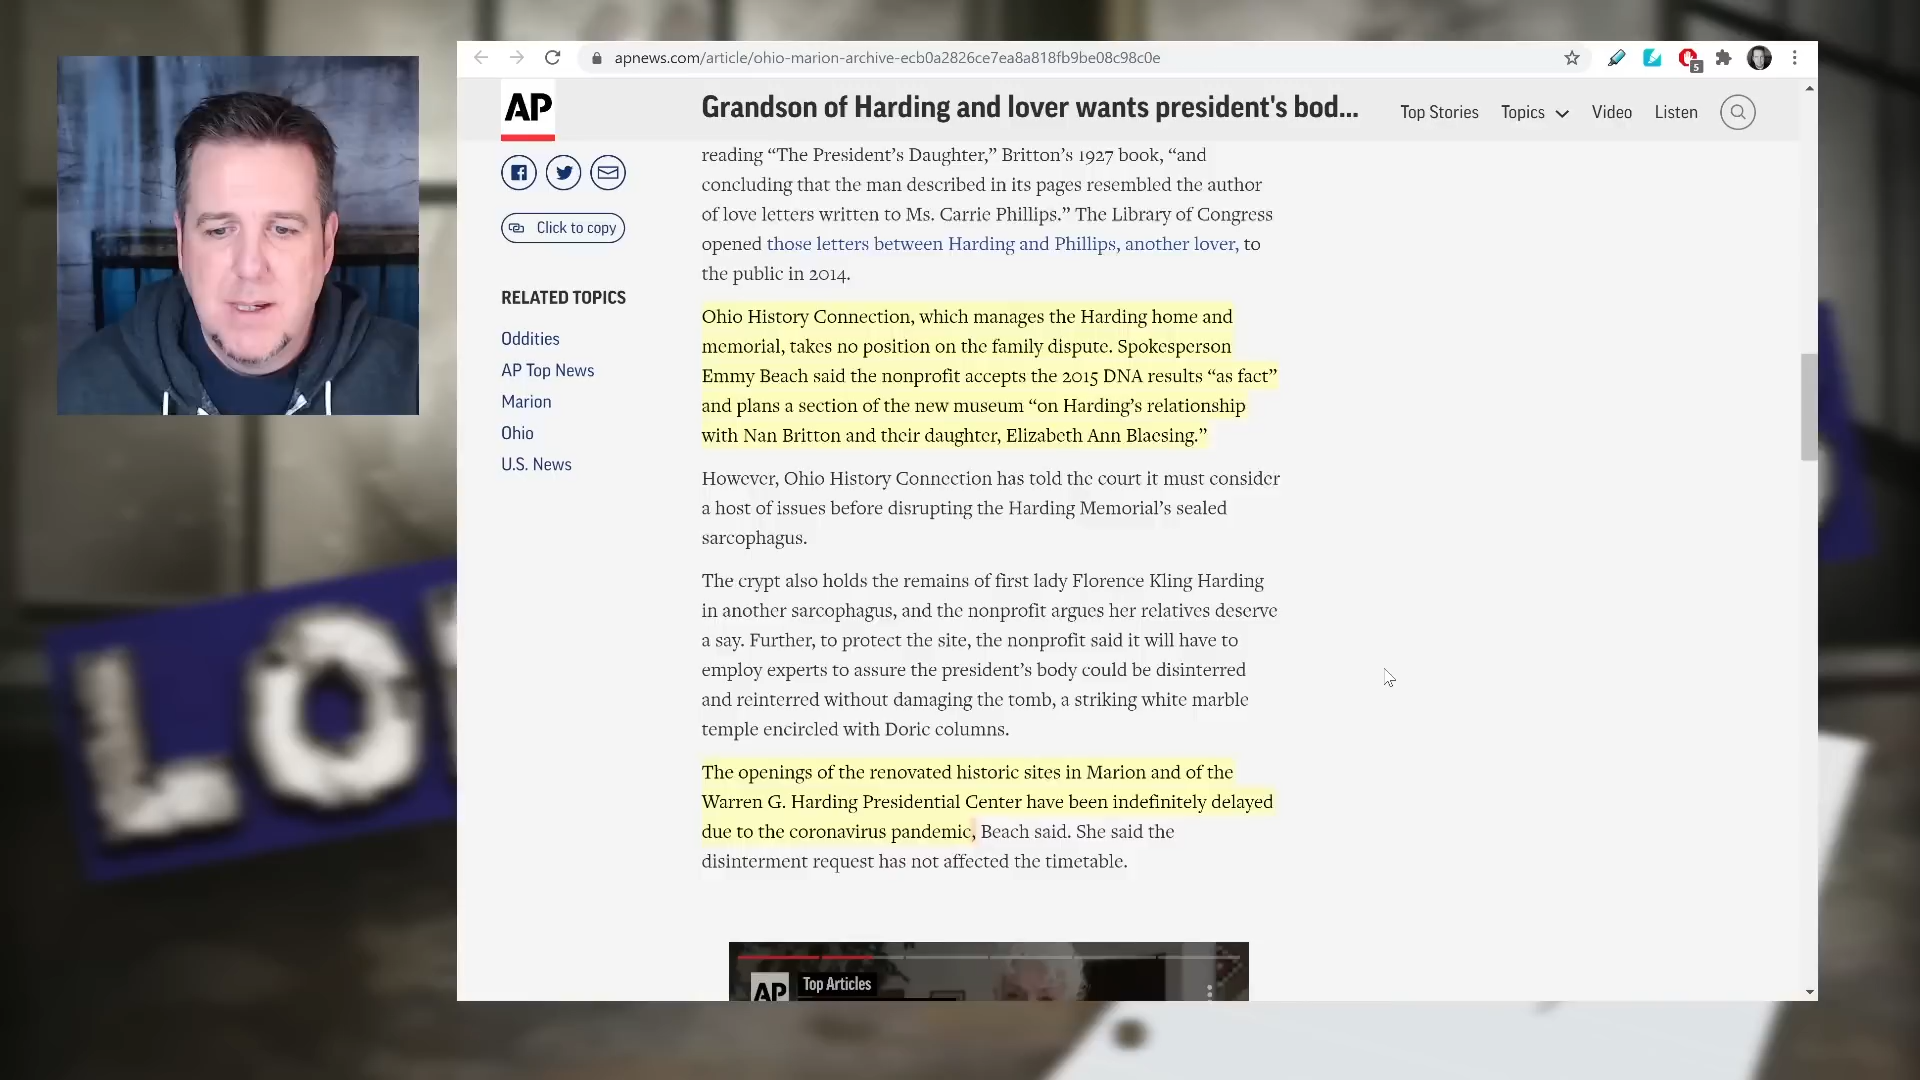 apnews.com/article/ohio-marion-archive-ecb0a2826ce7ea8a818fb9be08c98c0e
5
AP
Grandson of Harding and lover wants president's bod...
Top Stories
Topics
Video
Listen
Click to copy
RELATED TOPICS
Oddities
AP Top News
Marion
Ohio
U.S. News
reading “The President’s Daughter,” Britton’s 1927 book, “and
concluding that the man described in its pages resembled the author
of love letters written to Ms. Carrie Phillips.” The Library of Congress
opened those letters between Harding and Phillips, another lover, to
the public in 2014.
Ohio History Connection, which manages the Harding home and
memorial, takes no position on the family dispute. Spokesperson
Emmy Beach said the nonprofit accepts the 2015 DNA results “as fact”
and plans a section of the new museum “on Harding’s relationship
with Nan Britton and their daughter, Elizabeth Ann Blaesing.”
However, Ohio History Connection has told the court it must consider
a host of issues before disrupting the Harding Memorial’s sealed
sarcophagus.
The crypt also holds the remains of first lady Florence Kling Harding
in another sarcophagus, and the nonprofit argues her relatives deserve
a say. Further, to protect the site, the nonprofit said it will have to
employ experts to assure the president’s body could be disinterred
and reinterred without damaging the tomb, a striking white marble
temple encircled with Doric columns.
The openings of the renovated historic sites in Marion and of the
Warren G. Harding Presidential Center have been indefinitely delayed
due to the coronavirus pandemic, Beach said. She said the
disinterment request has not affected the timetable.
AP
Top Articles